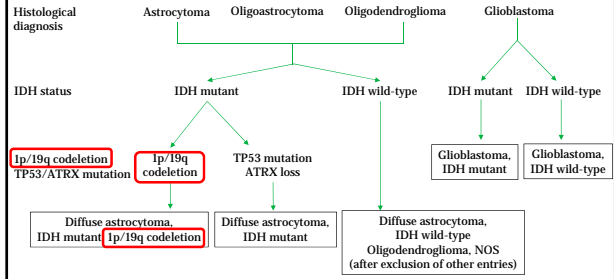 Histological diagnosis
Astrocytoma
Oligoastrocytoma
Oligodendroglioma
Glioblastoma
IDH status
IDH mutant
IDH wild-type
IDH mutant
IDH wild-type
1p/19q codeletion
TP53/ATRX mutation
1p/19q
codeletion
TP53 mutation
ATRX loss
Glioblastoma,
IDH mutant
Glioblastoma,
IDH wild-type
Diffuse astrocytoma,
IDH mutant 1p/19q codeletion
Diffuse astrocytoma,
IDH mutant
Diffuse astrocytoma,
IDH wild-type
Oligodendroglioma, NOS
(after exclusion of other entries)